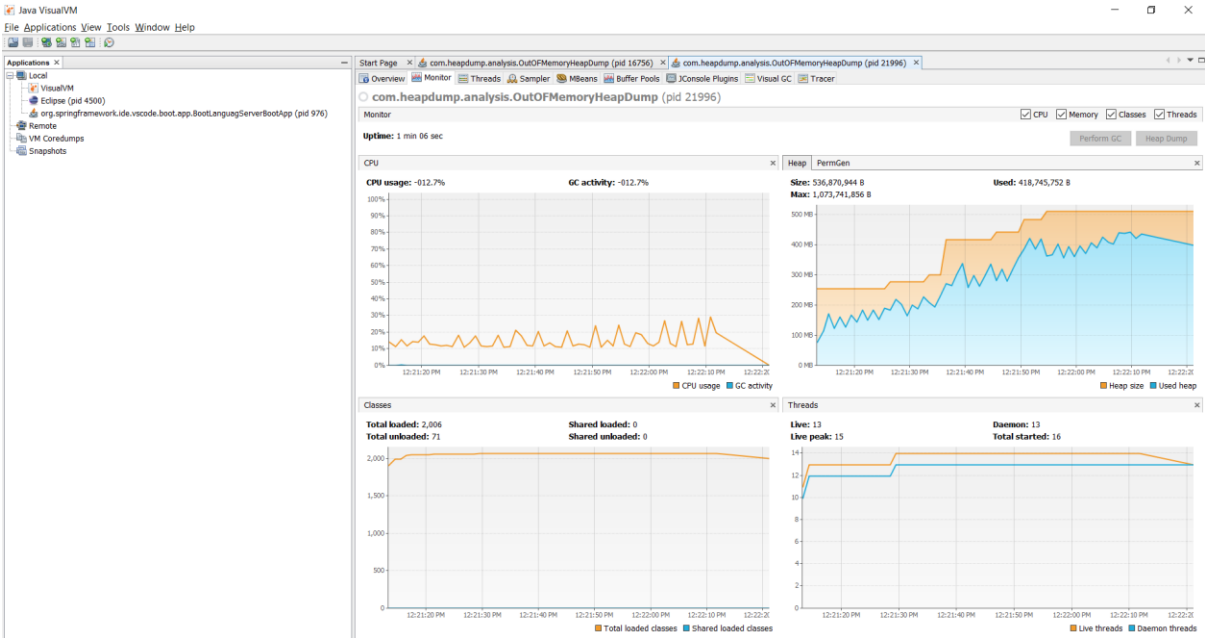 Java VisualVM
File Applications View Tools Window Help
Applications
Local
VisualVM
Eclipse (pid 4500)
org.springframework.ide.vscode.boot.app.BootLanguagServerBootApp (pid 976)
Remote
VM Coredumps
Snapshots
Start Page com.heapdump.analysis.OutOFMemoryHeapDump (pid 16756) com.heapdump.analysis.OutOFMemoryHeapDump (pid 21996)
Overview Monitor Threads Sampler MBeans Buffer Pools JConsole Plugins Visual GC Tracer
com.heapdump.analysis.OutOFMemoryHeapDump (pid 21996)
Monitor CPU Memory Classes Threads
Uptime: 1 min 06 sec Perform GC Heap Dump
CPU
CPU usage: -012.7% GC activity: -012.7%
100%
90%
80%
70%
60%
50%
40%
30%
20%
10%
0%
12:21:20 PM 12:21:30 PM 12:21:40 PM 12:21:50 PM 12:22:00 PM 12:22:10 PM 12:22:20
CPU usage GC activity
Heap PermGen
Size: 536,870,944 B Used: 418,745,752 B
Max: 1,073,741,856 B
500 MB
400 MB
300 MB
200 MB
100 MB
0 MB
12:21:20 PM 12:21:30 PM 12:21:40 PM 12:21:50 PM 12:22:00 PM 12:22:10 PM 12:22:2
Heap size Used heap
Classes
Total loaded: 2,006 Shared loaded: 0
Total unloaded: 71 Shared unloaded: 0
2,000
1,500
1,000
500
0
12:21:20 PM 12:21:30 PM 12:21:40 PM 12:21:50 PM 12:22:00 PM 12:22:10 PM 12:22:20
Total loaded classes Shared loaded classes
Threads
Live: 13 Daemon: 13
Live peak: 15 Total started: 16
14
12
10
8
6
4
2
0
12:21:20 PM 12:21:30 PM 12:21:40 PM 12:21:50 PM 12:22:00 PM 12:22:10 PM 12:22:2
Live threads Daemon threads